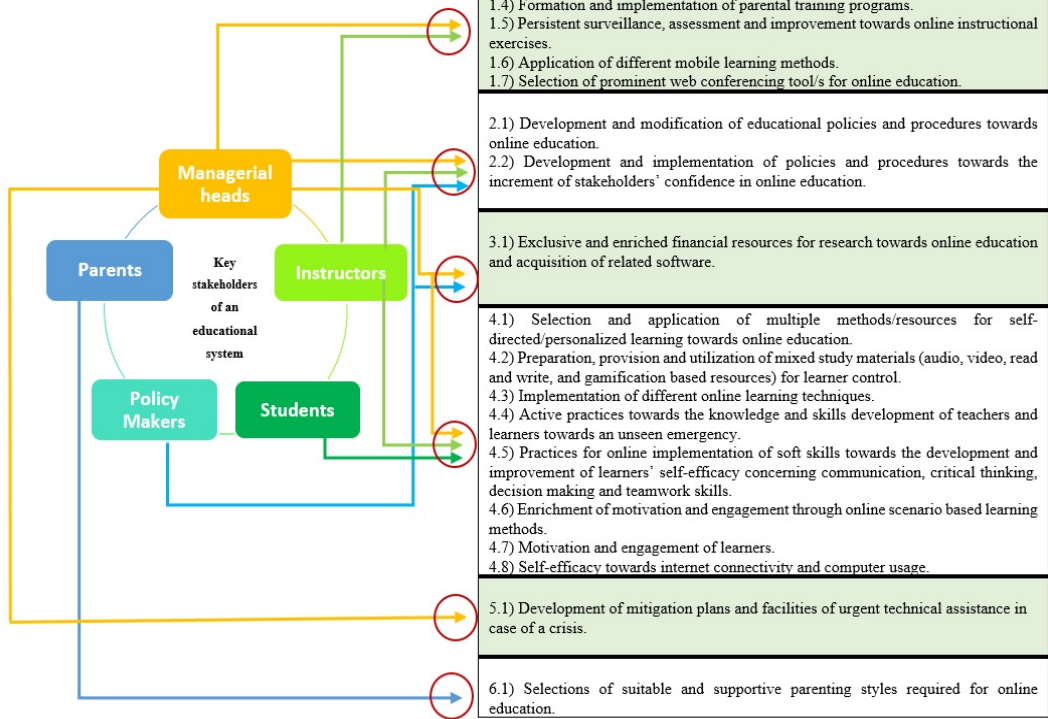 1.4) Formation and implementation of parental training programs.
1.5) Persistent surveillance, assessment and improvement towards online instructional
exercises.
1.6) Application of different mobile learning methods.
1.7) Selection of prominent web conferencing tool/s for online education.
2.1) Development and modification of educational policies and procedures towards
online education.
2.2) Development and implementation of policies and procedures towards the
increment of stakeholders’ confidence in online education.
Managerial
heads
Parents
Key
stakeholders
of an
educational
system
Instructors
Policy
Makers
Students
3.1) Exclusive and enriched financial resources for research towards online education
and acquisition of related software.
4.1) Selection and application of multiple methods/resources for self-
directed/personalized learning towards online education.
4.2) Preparation, provision and utilization of mixed study materials (audio, video, read
and write, and gamification based resources) for learner control.
4.3) Implementation of different online learning techniques.
4.4) Active practices towards the knowledge and skills development of teachers and
learners towards an unseen emergency.
4.5) Practices for online implementation of soft skills towards the development and
improvement of learners’ self-efficacy concerning communication, critical thinking,
decision making and teamwork skills.
4.6) Enrichment of motivation and engagement through online scenario based learning
methods.
4.7) Motivation and engagement of learners.
4.8) Self-efficacy towards internet connectivity and computer usage.
5.1) Development of mitigation plans and facilities of urgent technical assistance in
case of a crisis.
6.1) Selections of suitable and supportive parenting styles required for online
education.